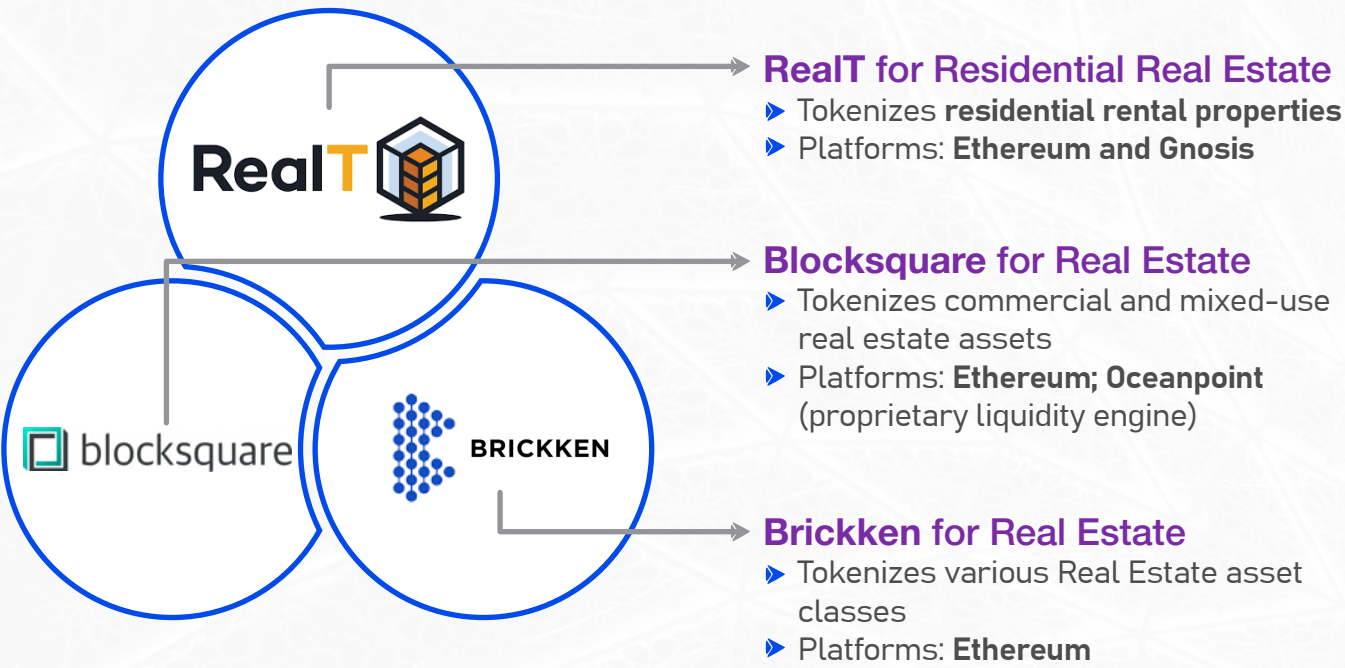 RealT
blocksquare
BRICKKEN
RealT for Residential Real Estate
Tokenizes residential rental properties
Platforms: Ethereum and Gnosis
Blocksquare for Real Estate
Tokenizes commercial and mixed-use
real estate assets
Platforms: Ethereum; Oceanpoint
(proprietary liquidity engine)
Brickken for Real Estate
Tokenizes various Real Estate asset
classes
Platforms: Ethereum